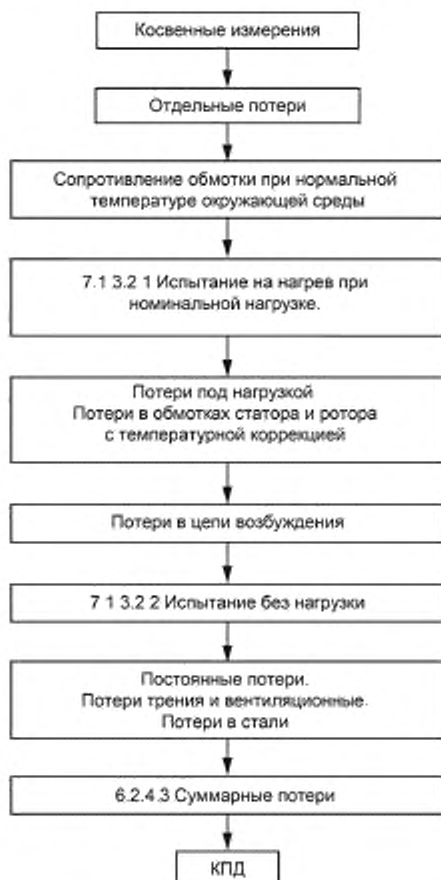 Косвенные измерения
Отдельные потери
Сопротивление обмотки при нормальной
температуре окружающей среды
7.1 3.2 1 Испытание на нагрев при
номинальной нагрузке.
Потери под нагрузкой
Потери в обмотках статора и ротора
с температурной коррекцией
Потери в цепи возбуждения
7 1 3.2 2 Испытание без нагрузки
Постоянные потери.
Потери трения и вентиляционные.
Потери в стали
6.2.4.3 Суммарные потери
КПД